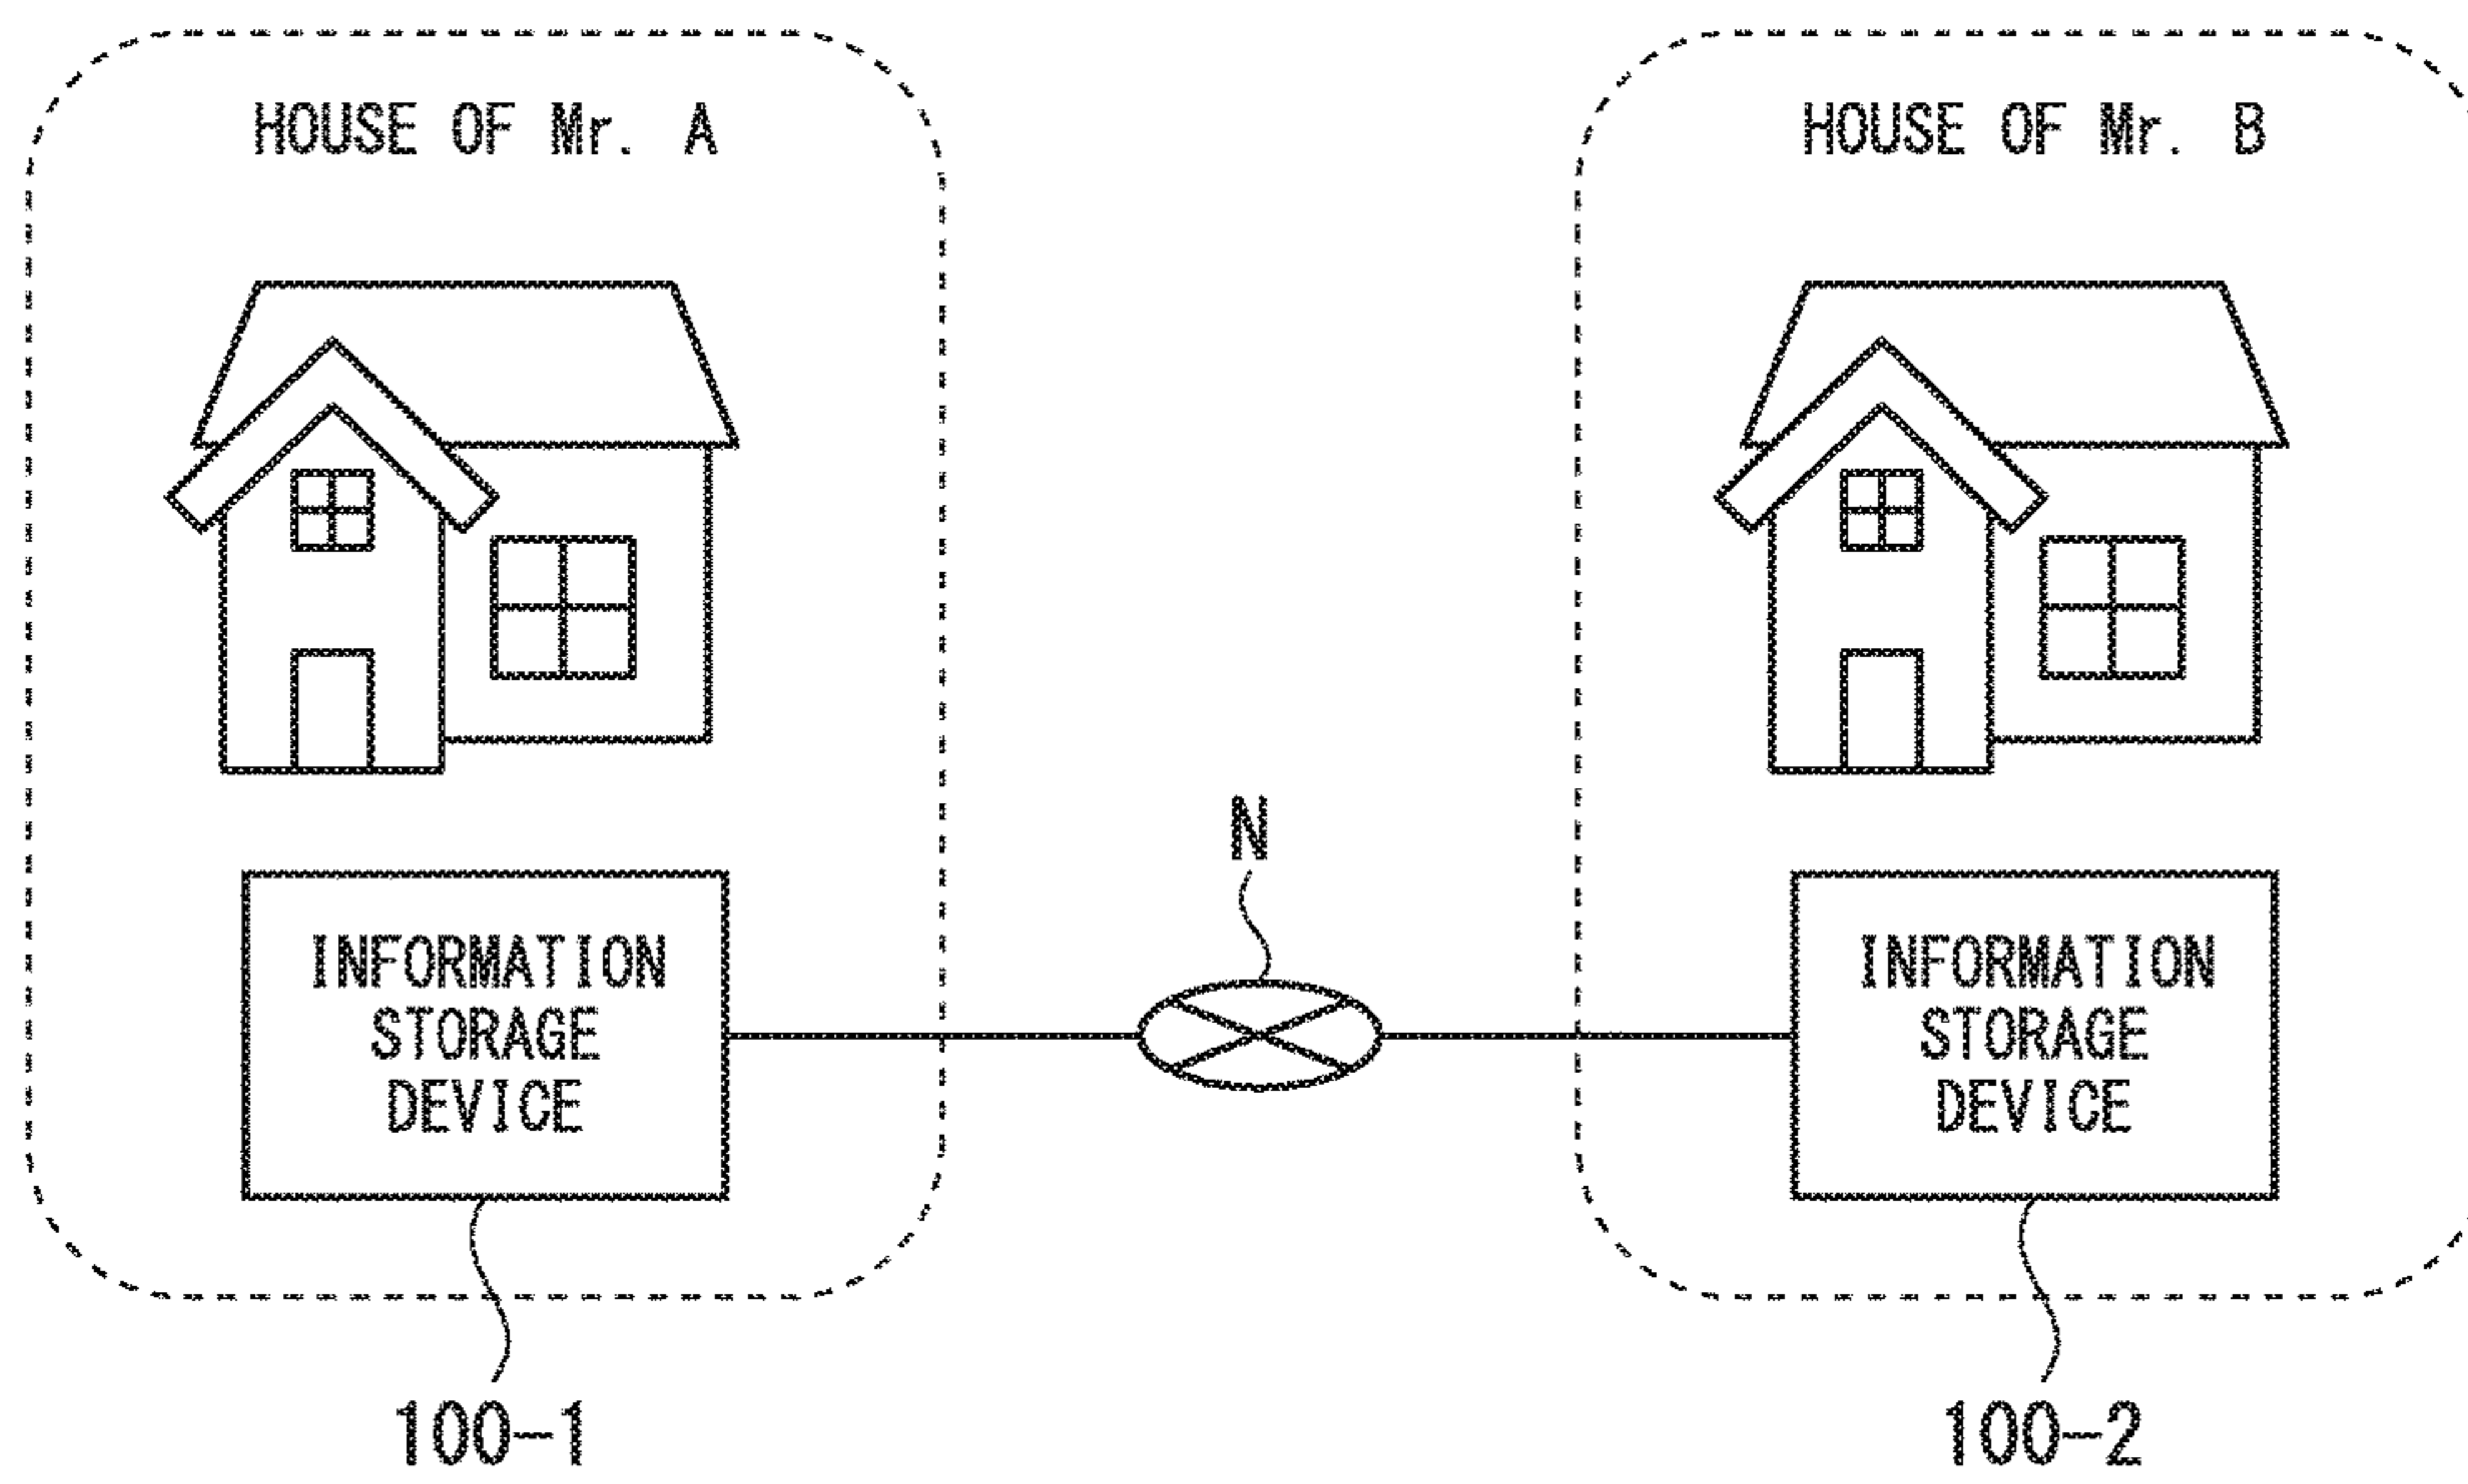 HOUSE OF Mr. A
HOUSE OF Mr. B
N
INFORMATION
STORAGE
DEVICE
INFORMATION
STORAGE
DEVICE
100-1
100-2